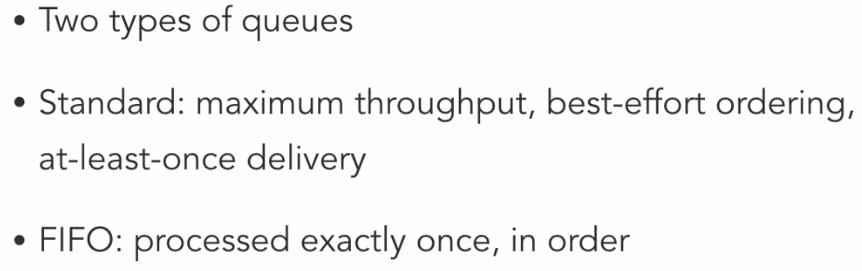 • Two types of queues
• Standard: maximum throughput, best-effort ordering,
at-least-once delivery
• FIFO: processed exactly once, in order